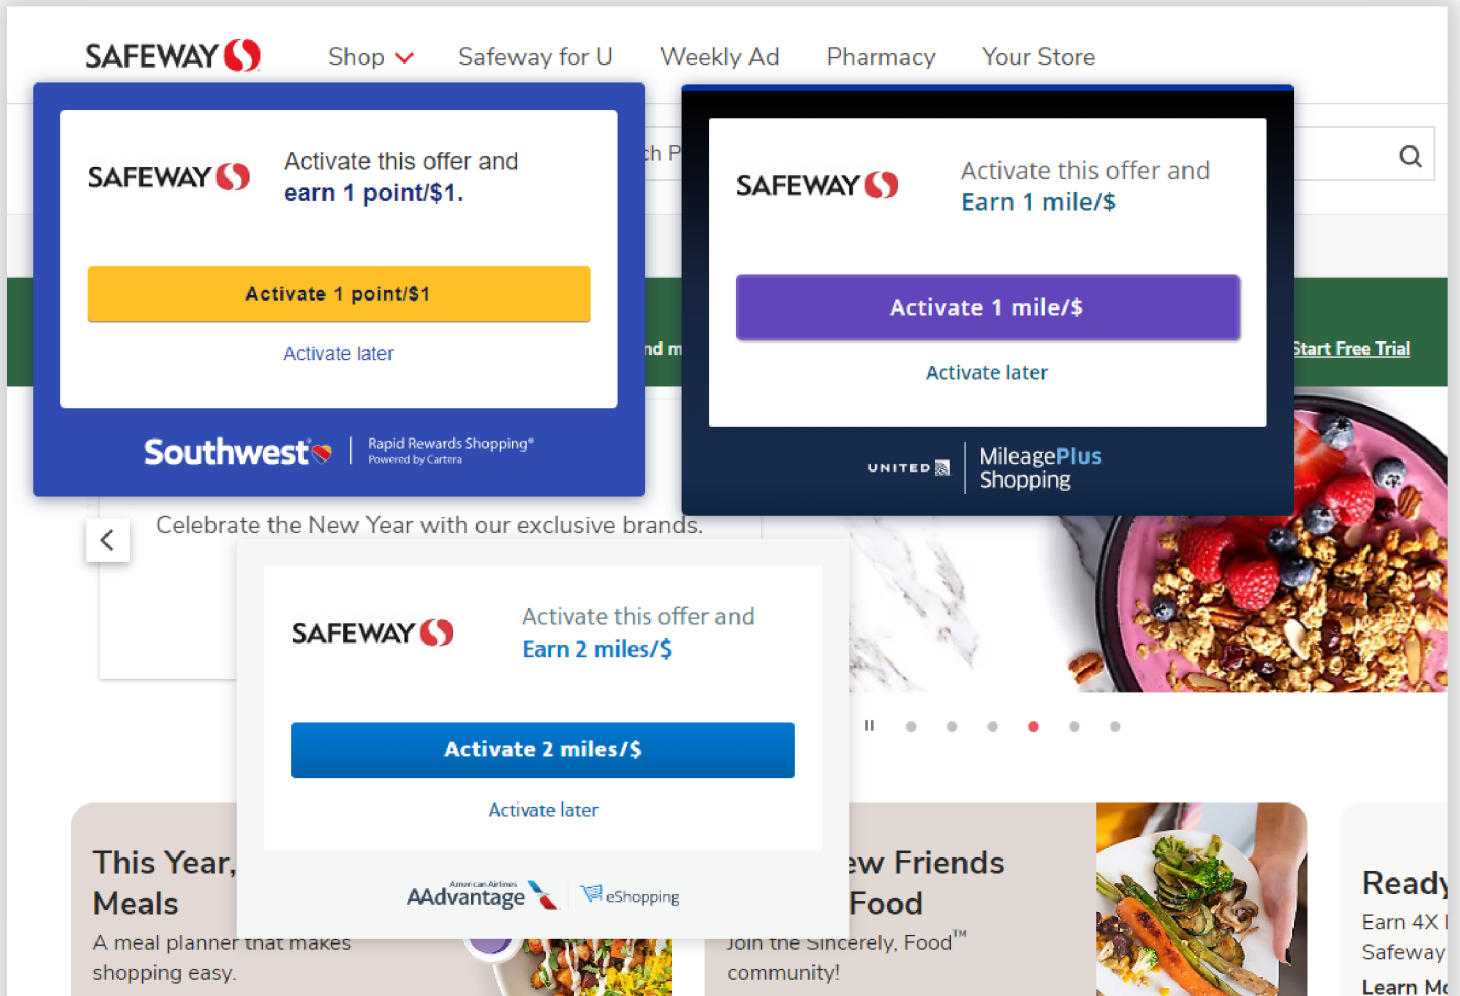 SAFEWAY
Shop Safeway for U Weekly Ad Pharmacy Your Store
SAFEWAY
Activate this offer and
earn 1 point/$1.
Activate 1 point/$1
Activate later
Southwest
Rapid Rewards Shopping®
Powered by Cartera
SAFEWAY
Activate this offer and
Earn 1 mile/$
Activate 1 mile/$
Activate later
UNITED
MileagePlus
Shopping
Start Free Trial
Celebrate the New Year with our exclusive brands.
SAFEWAY
Activate this offer and
Earn 2 miles/$
Activate 2 miles/$
Activate later
American Airlines
AAdvantage
eShopping
This Year,
Meals
A meal planner that makes
shopping easy.
Friends
Food
Join the Sincerely, Food™
community!
Ready
Earn 4X
Safeway
Learn